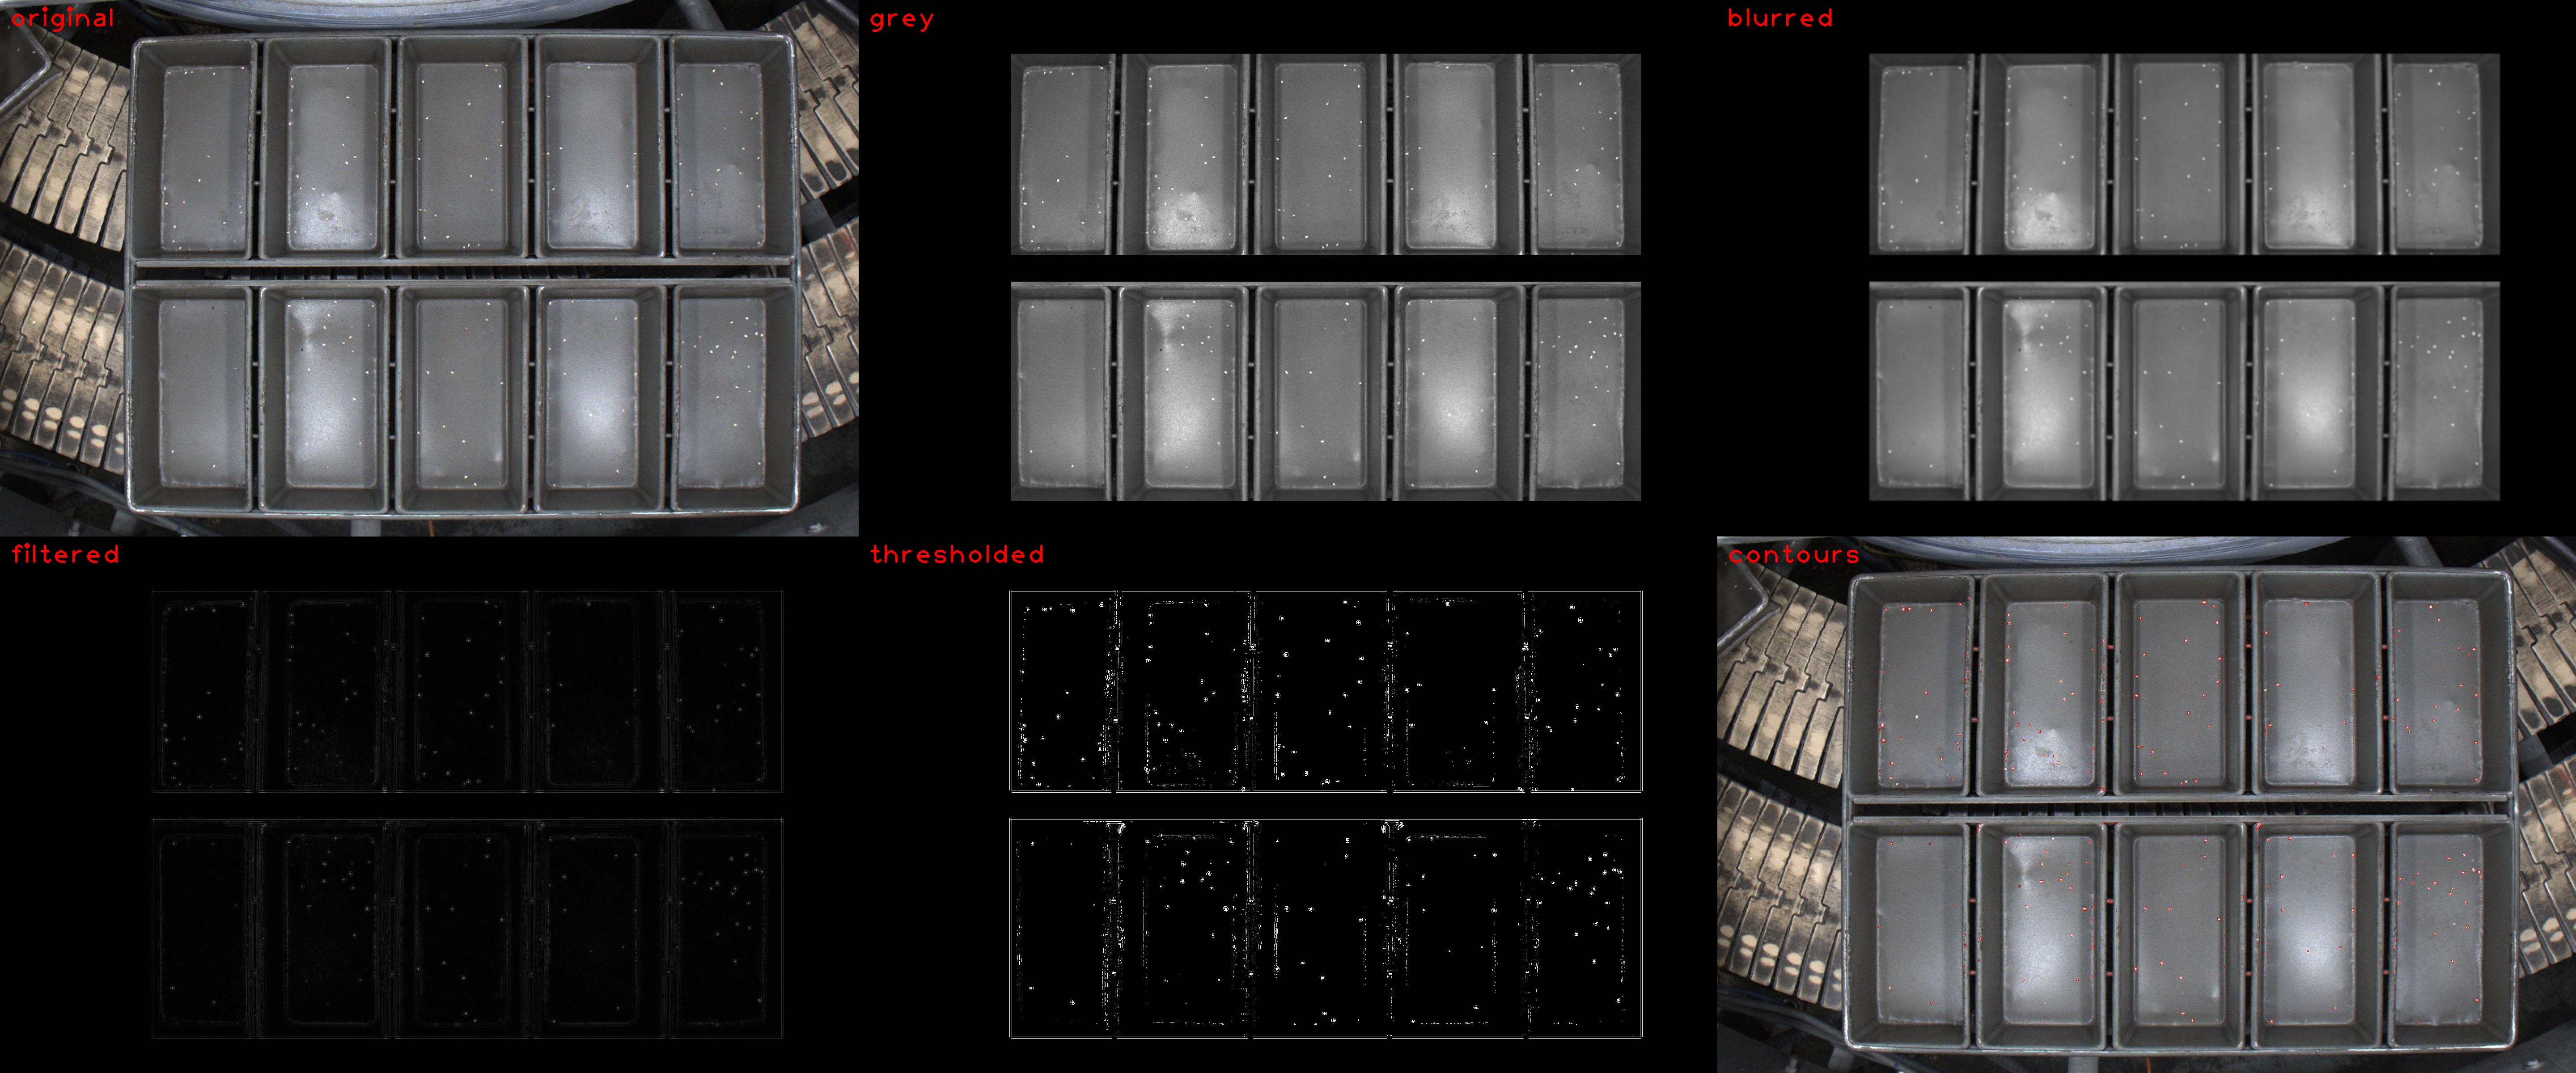 original
grey
blurred
filtered
thresholded
contours